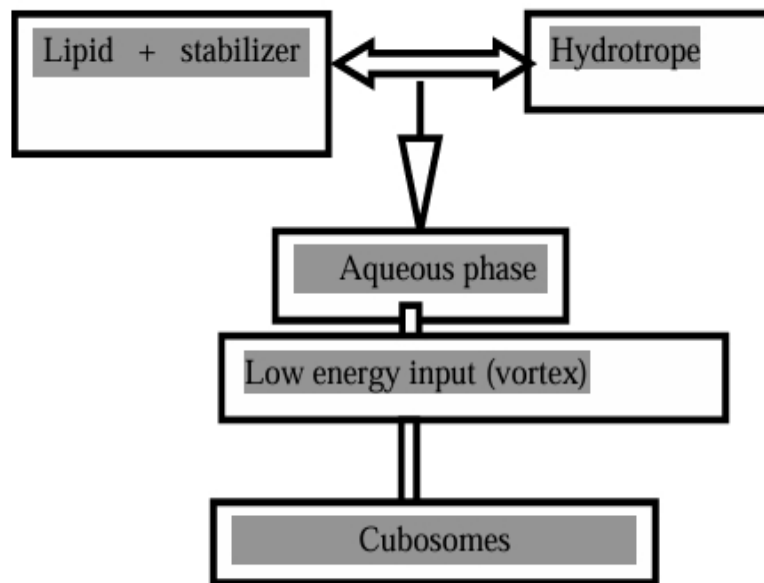 Lipid + stabilizer
Hydrotrope
Aqueous phase
Low energy input (vortex)
Cubosomes